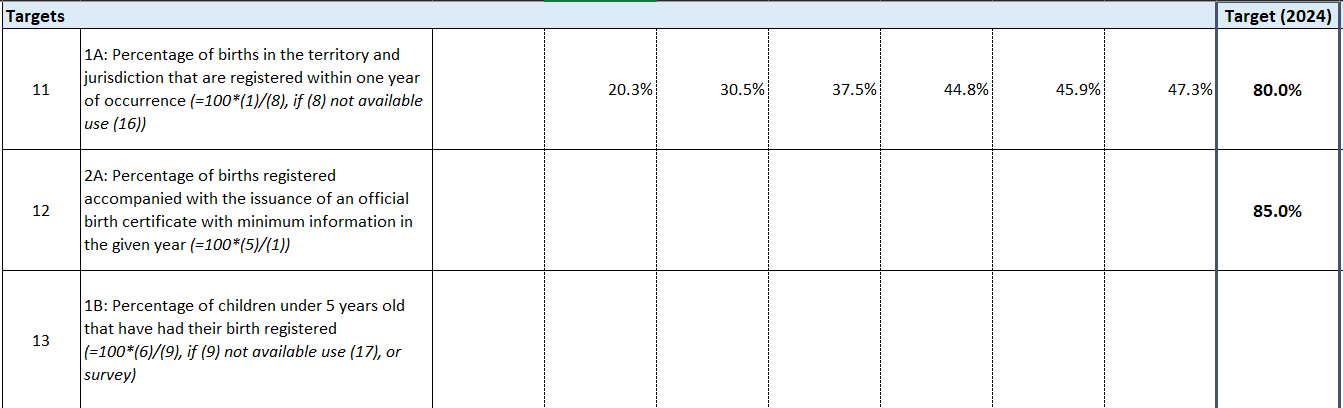 Targets Target (2024)
1A: Percentage of births in the territory and
jurisdiction that are registered within one year
11 of occurrence (=100*(1)/(8), if (8) not available 20.3% 30.5% 37.5% 44.8% 45.9% 47.3% 80.0%
use (16))
2A: Percentage of births registered
accompanied with the issuance of an official
12 birth certificate with minimum information in 85.0%
the given year (=100*(5)/(1))
1B: Percentage of children under 5 years old
that have had their birth registered
13 (=100*(6)/(9), if (9) not available use (17), or
survey)